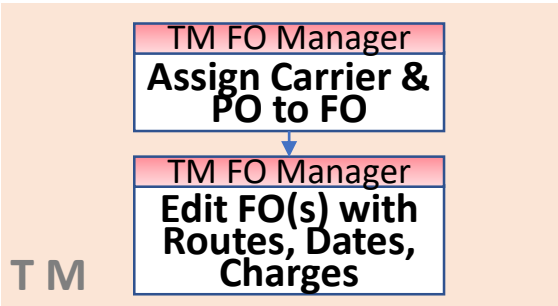 TM FO Manager
Assign Carrier &
PO to FO
TM FO Manager
Edit FO(s) with
Routes, Dates,
Charges
T M